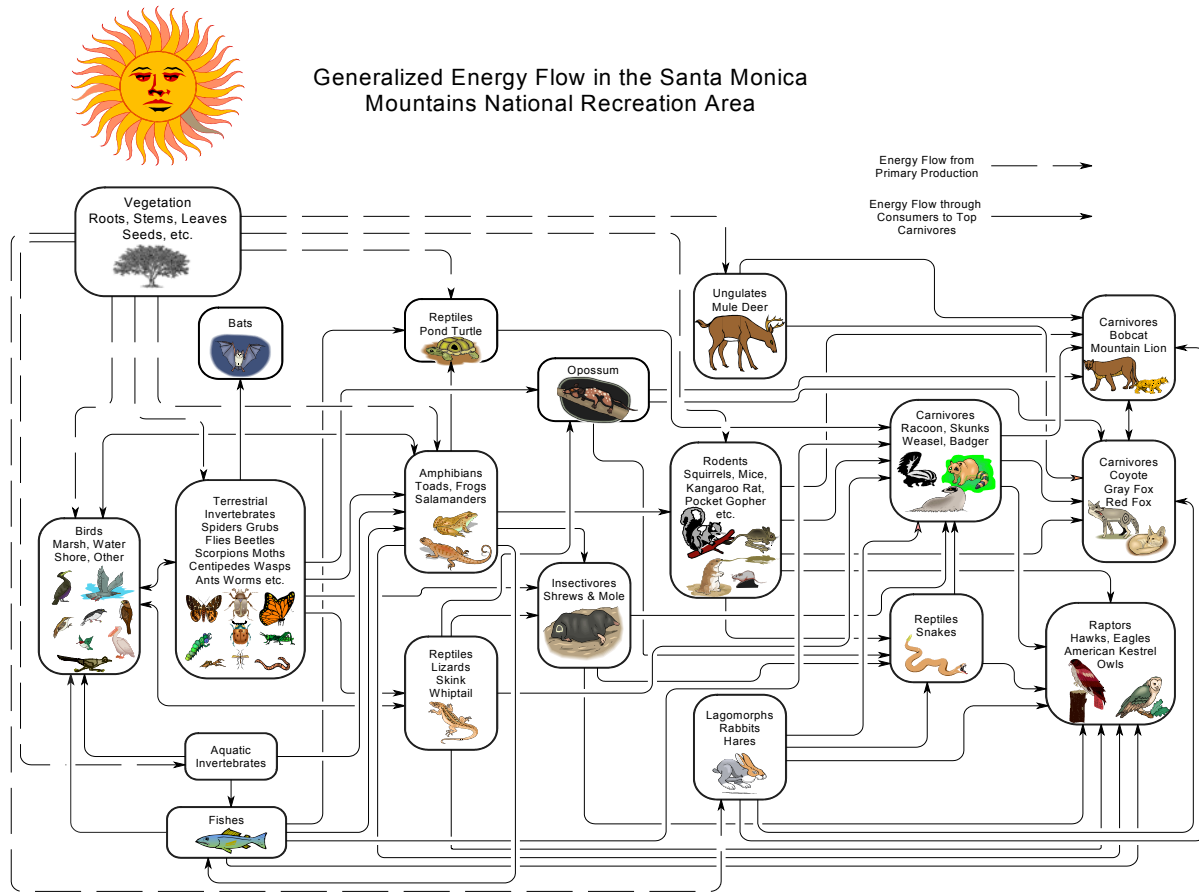 Generalized Energy Flow in the Santa Monica
Mountains National Recreation Area
Energy Flow from
Primary Production
Energy Flow through
Consumers to Top
Carnivores
Vegetation
Roots, Stems, Leaves
Seeds, etc.
Bats
Reptiles
Pond Turtle
Ungulates
Mule Deer
Carnivores
Bobcat
Mountain Lion
Opossum
Carnivores
Racoon, Skunks
Weasel, Badger
Carnivores
Coyote
Gray Fox
Red Fox
Rodents
Squirrels, Mice,
Kangaroo Rat,
Pocket Gopher
etc.
Amphibians
Toads, Frogs
Salamanders
Terrestrial
Invertebrates
Spiders Grubs
Flies Beetles
Scorpions Moths
Centipedes Wasps
Ants Worms etc.
Birds
Marsh, Water
Shore, Other
Insectivores
Shrews & Mole
Reptiles
Snakes
Raptors
Hawks, Eagles
American Kestrel
Owls
Reptiles
Lizards
Skink
Whiptail
Lagomorphs
Rabbits
Hares
Aquatic
Invertebrates
Fishes